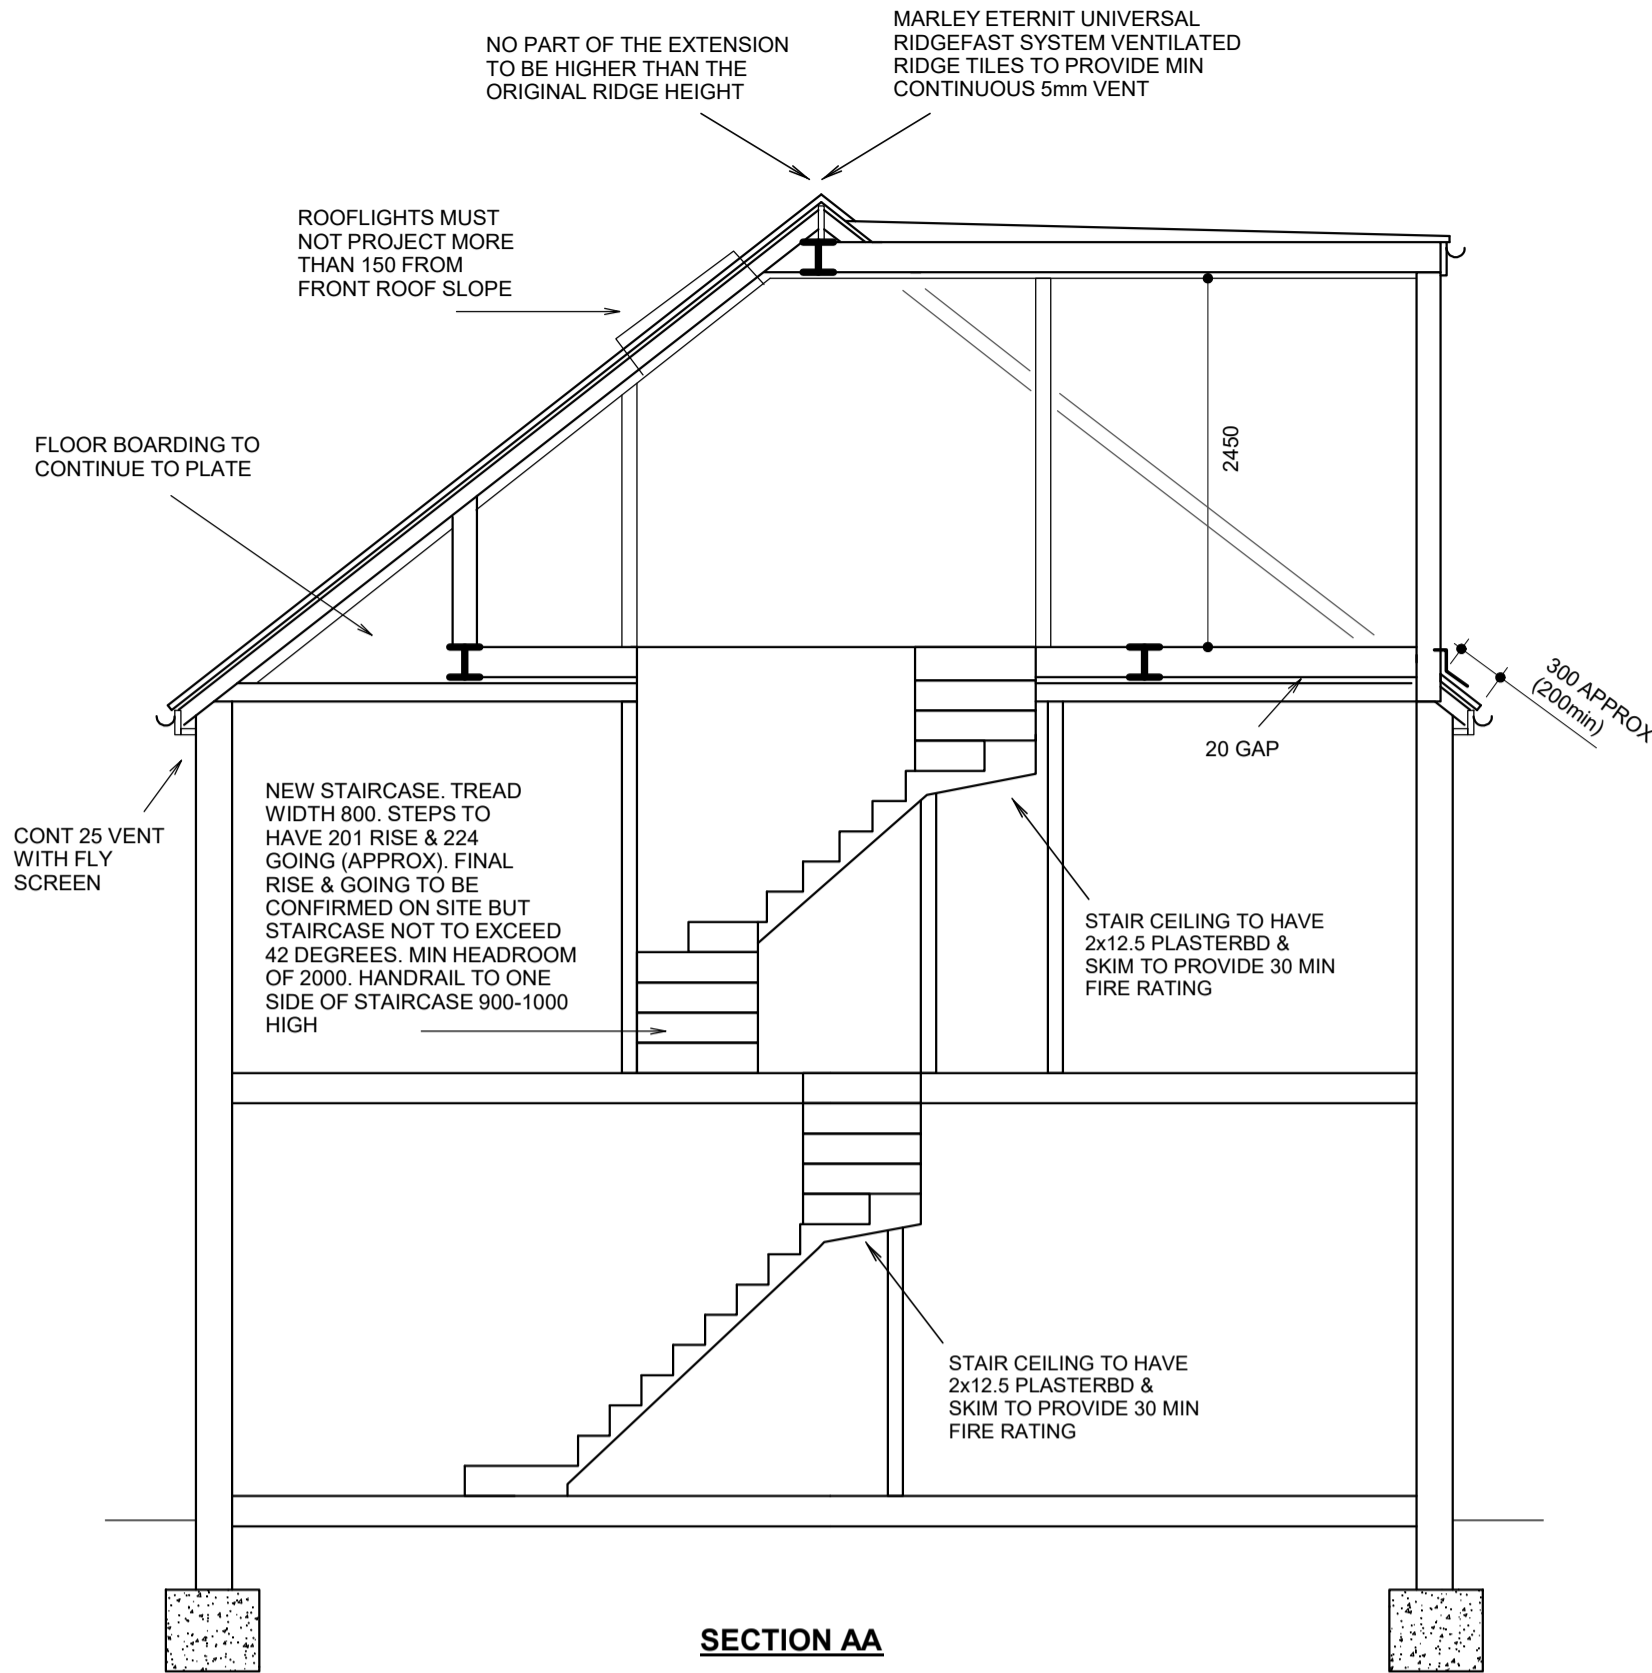 NO PART OF THE EXTENSION
TO BE HIGHER THAN THE
ORIGINAL RIDGE HEIGHT
MARLEY ETERNIT UNIVERSAL
RIDGEFAST SYSTEM VENTILATED
RIDGE TILES TO PROVIDE MIN
CONTINUOUS 5mm VENT
ROOFLIGHTS MUST
NOT PROJECT MORE
THAN 150 FROM
FRONT ROOF SLOPE
FLOOR BOARDING TO
CONTINUE TO PLATE
2450
300 APPROX
(200min)
20 GAP
CONT 25 VENT
WITH FLY
SCREEN
NEW STAIRCASE. TREAD
WIDTH 800. STEPS TO
HAVE 201 RISE & 224
GOING (APPROX). FINAL
RISE & GOING TO BE
CONFIRMED ON SITE BUT
STAIRCASE NOT TO EXCEED
42 DEGREES. MIN HEADROOM
OF 2000. HANDRAIL TO ONE
SIDE OF STAIRCASE 900-1000
HIGH
STAIR CEILING TO HAVE
2x12.5 PLASTERBD &
SKIM TO PROVIDE 30 MIN
FIRE RATING
STAIR CEILING TO HAVE
2x12.5 PLASTERBD &
SKIM TO PROVIDE 30 MIN
FIRE RATING
SECTION AA